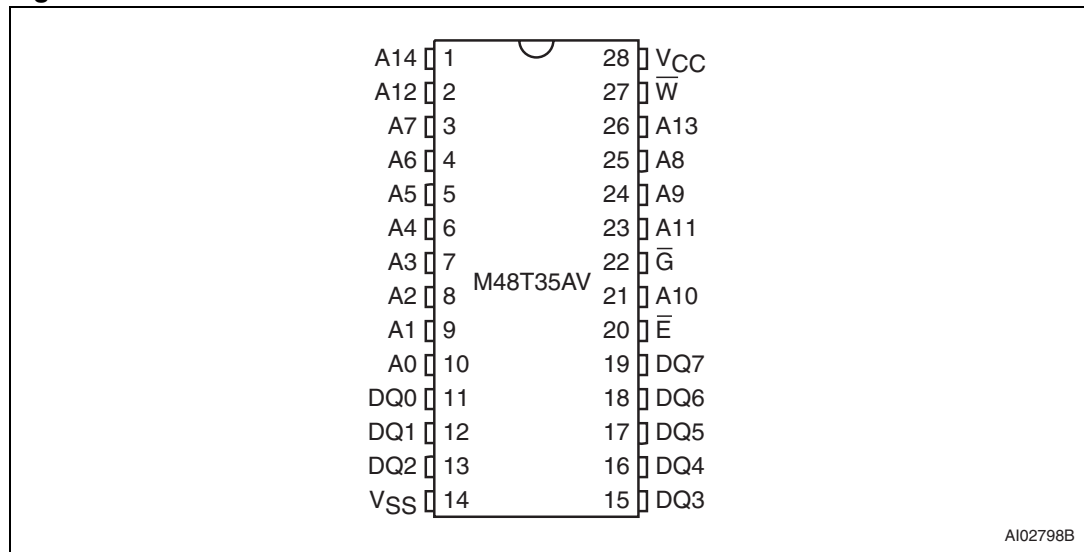 A14 1 28 VCC
A12 2 27 W̅
A7 3 26 A13
A6 4 25 A8
A5 5 24 A9
A4 6 23 A11
A3 7 22 G̅
M48T35AV
A2 8 21 A10
A1 9 20 E̅
A0 10 19 DQ7
DQ0 11 18 DQ6
DQ1 12 17 DQ5
DQ2 13 16 DQ4
VSS 14 15 DQ3
AI02798B